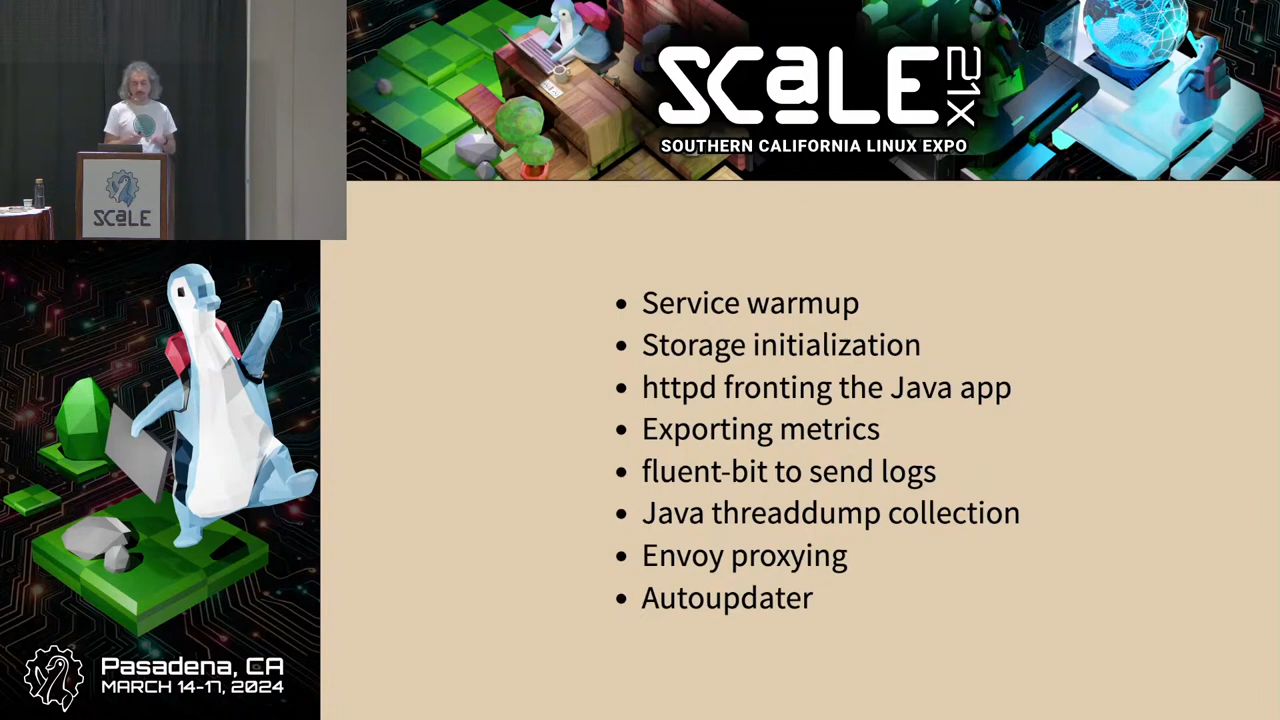 SCaLE 21X
SOUTHERN CALIFORNIA LINUX EXPO
SCaLE
• Service warmup
• Storage initialization
• httpd fronting the Java app
• Exporting metrics
• fluent-bit to send logs
• Java threaddump collection
• Envoy proxying
• Autoupdater
Pasadena, CA
MARCH 14-17, 2024